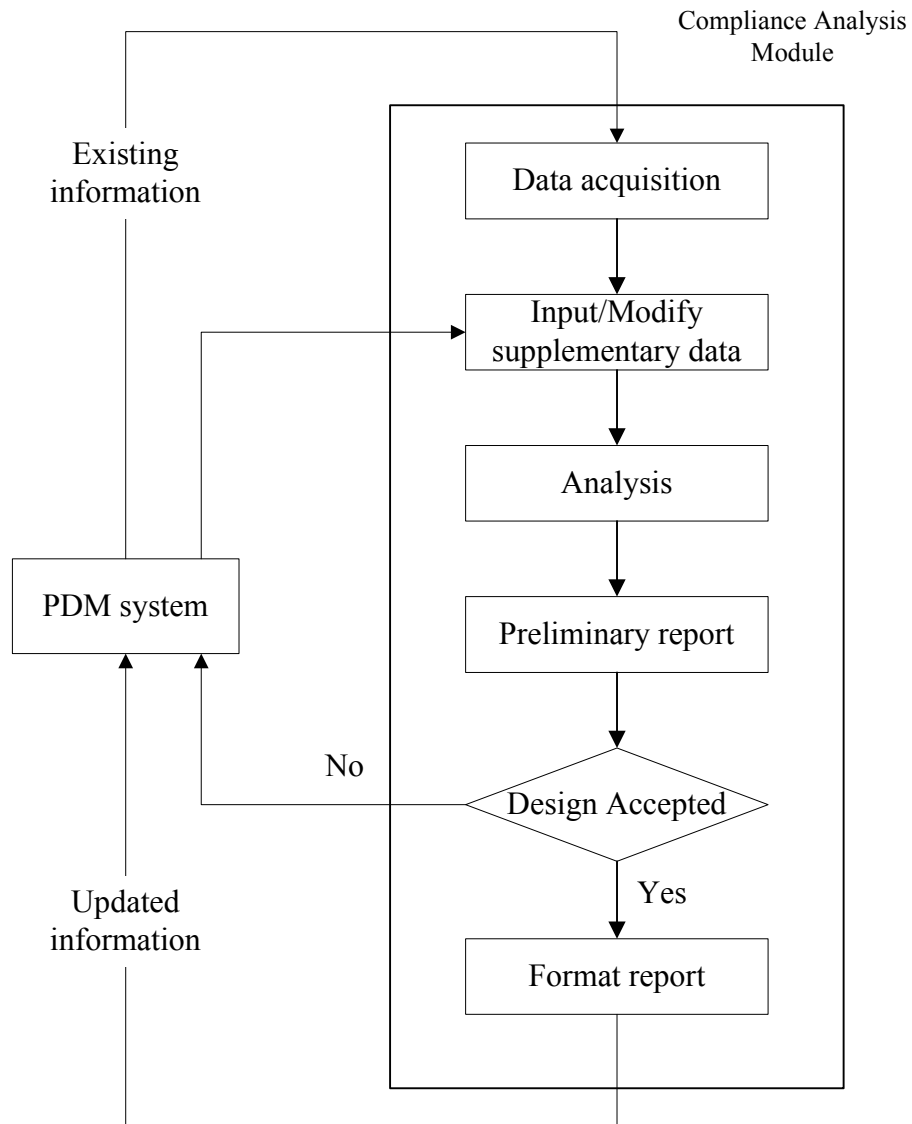 Compliance Analysis
Module
Existing
information
Data acquisition
Input/Modify
supplementary data
Analysis
PDM system
Preliminary report
No
Design Accepted
Yes
Updated
information
Format report